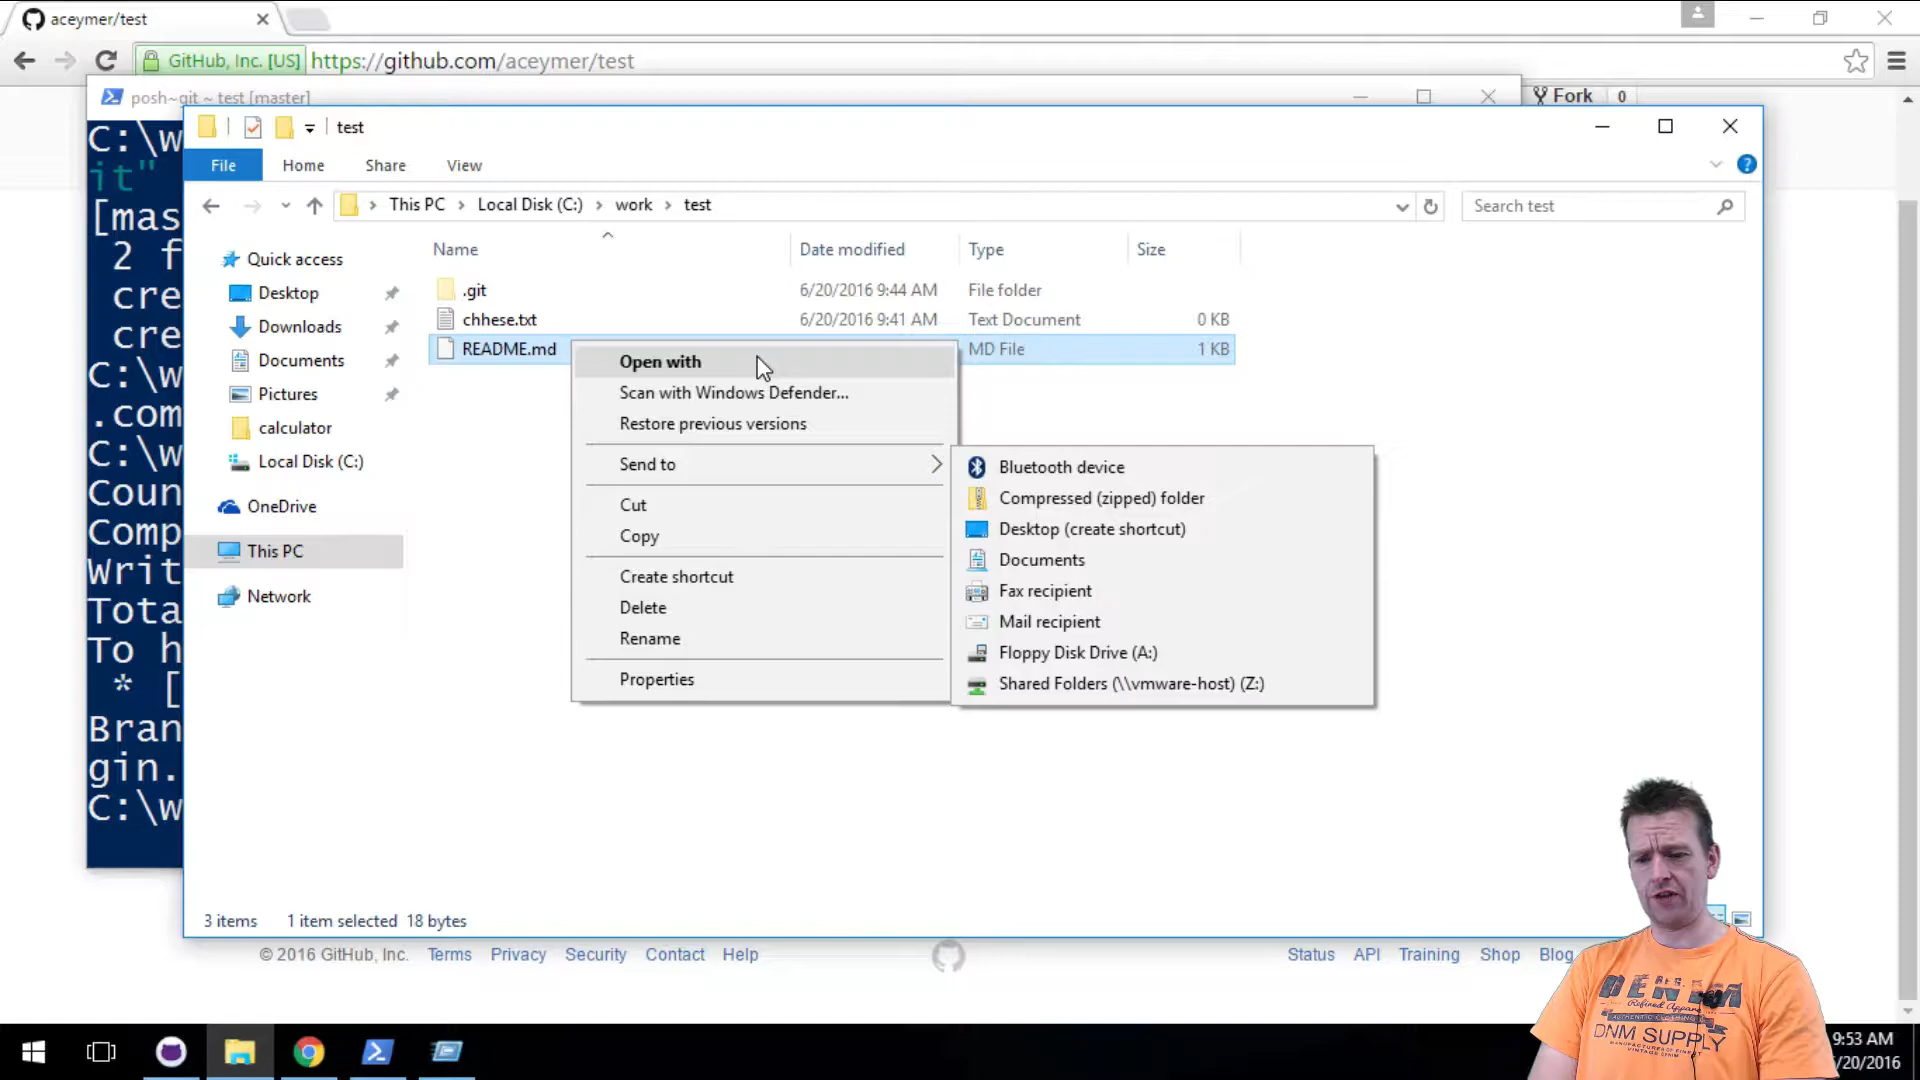 aceymer/test
GitHub, Inc. [US] https://github.com/aceymer/test
posh~git ~ test [master]
Fork 0
test
File Home Share View
This PC Local Disk (C:) work test
Search test
Name Date modified Type Size
.git 6/20/2016 9:44 AM File folder
chhese.txt 6/20/2016 9:41 AM Text Document 0 KB
README.md MD File 1 KB
Quick access
Desktop
Downloads
Documents
Pictures
calculator
Local Disk (C:)
OneDrive
This PC
Network
Open with
Scan with Windows Defender...
Restore previous versions
Send to
Cut
Copy
Create shortcut
Delete
Rename
Properties
Bluetooth device
Compressed (zipped) folder
Desktop (create shortcut)
Documents
Fax recipient
Mail recipient
Floppy Disk Drive (A:)
Shared Folders (\\vmware-host) (Z:)
C:\w
it"
[mas
2 f
cre
cre
C:\w
.com
C:\w
Coun
Comp
Writ
Tota
To h
* [
Bran
gin.
C:\w
3 items 1 item selected 18 bytes
© 2016 GitHub, Inc. Terms Privacy Security Contact Help
Status API Training Shop Blog
DENIM
Refined Apparel
AUTHENTIC CLOTHING
DNM SUPPLY
9:53 AM
/20/2016